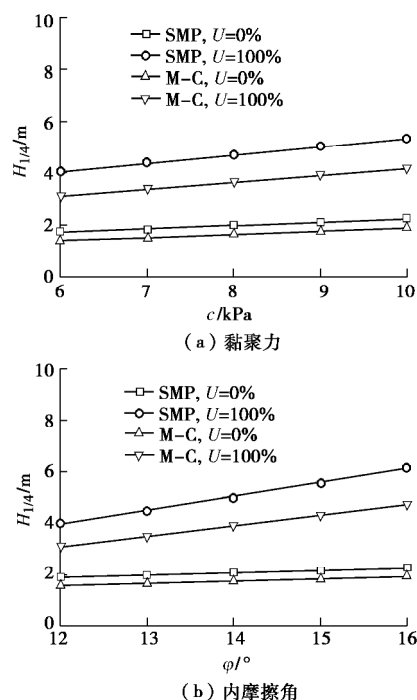 10
8
6
4
2
0
H1/4/m
SMP, U=0%
SMP, U=100%
M-C, U=0%
M-C, U=100%
6 7 8 9 10
c/kPa
(a)黏聚力
10
8
6
4
2
0
H1/4/m
SMP, U=0%
SMP, U=100%
M-C, U=0%
M-C, U=100%
12 13 14 15 16
φ/°
(b)内摩擦角